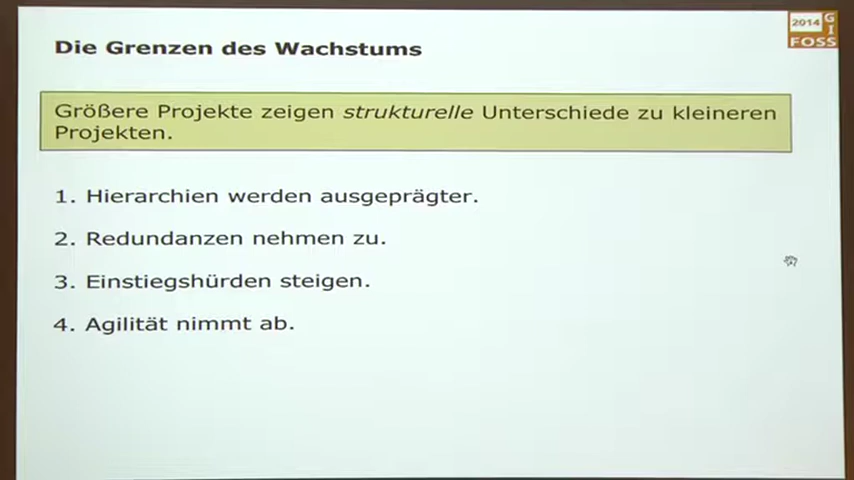 Die Grenzen des Wachstums
2014 G
I
FOSS
Größere Projekte zeigen strukturelle Unterschiede zu kleineren
Projekten.
1. Hierarchien werden ausgeprägter.
2. Redundanzen nehmen zu.
3. Einstiegshürden steigen.
4. Agilität nimmt ab.